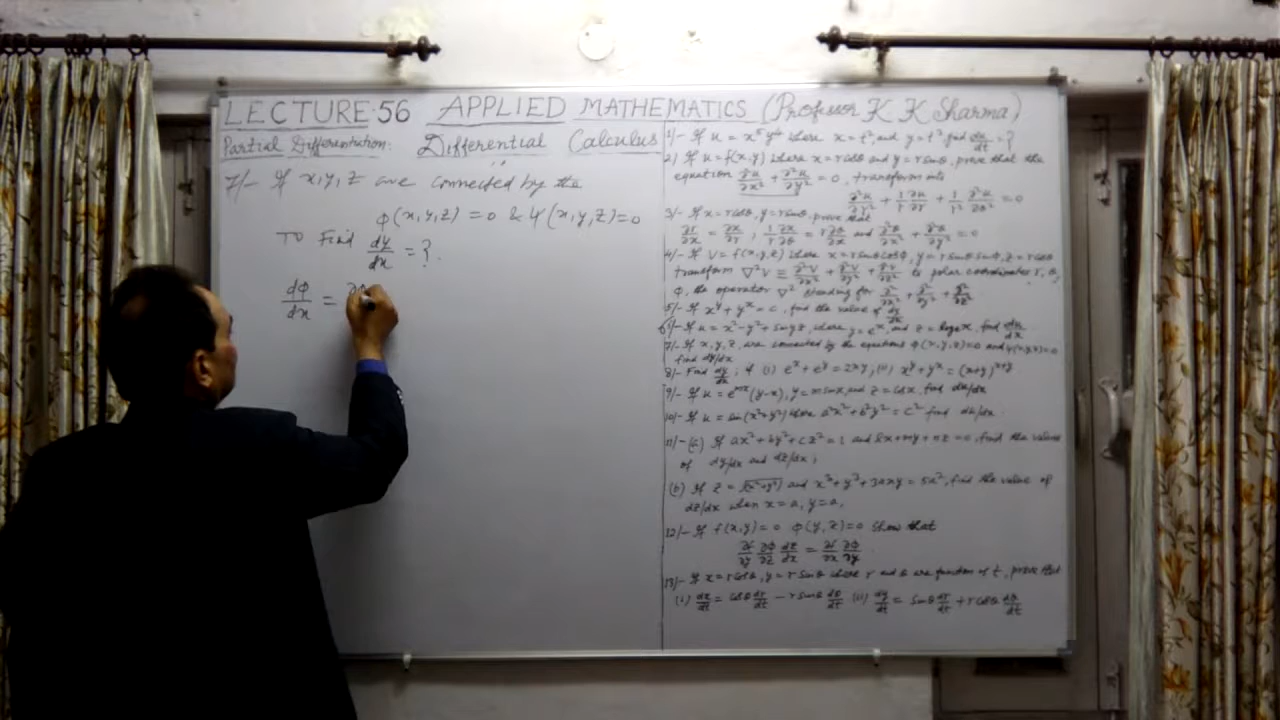 LECTURE-56 APPLIED MATHEMATICS (Professor K K Sharma)
Partial Differentiation: Differential Calculus
7/- If x,y,z are connected by the
φ(x,y,z) = 0 & ψ(x,y,z) = 0
To Find dy/dx = ?
dφ/dx =
1/- If u = x⁵y⁶ where x = t², and y = t³, find du/dt = ?
2) If u = f(x,y) where x = r cosθ and y = r sinθ, prove that the
equation ∂²u/∂x² + ∂²u/∂y² = 0, transform into
∂²u/∂r² + 1/r ∂u/∂r + 1/r² ∂²u/∂θ² = 0
3/- If x = r cosθ, y = r sinθ, prove that
∂r/∂x = ∂x/∂r ; 1/r ∂x/∂θ = r ∂θ/∂x and ∂²θ/∂x² + ∂²θ/∂y² = 0
4/- If V = f(x,y,z) where x = r sinθ cosφ, y = r sinθ sinφ, z = r cosθ
transform ∇²V ≡ ∂²V/∂x² + ∂²V/∂y² + ∂²V/∂z² to polar coordinates r, θ,
φ, the operator ∇² standing for ∂²/∂x² + ∂²/∂y² + ∂²/∂z²
5/- If x^y + y^x = c, find the value of dy/dx
6/- If u = x² - y² + sin yz, where y = e^x, and z = log x, find du/dx
7/- If x, y, z, are connected by the equations φ(x,y,z)=0 and ψ(x,y,z)=0
find dy/dx
8/- Find dy/dx ; if (i) e^x + e^y = 2xy, (ii) x^y + y^x = (x+y)^(x+y)
9/- If u = (y-x), y = m sin x, and z = cos x, find du/dx
10/- If u = sin(x²+y²) where a²x² + b²y² = c² find du/dx
11/- (a) If ax² + by² + cz² = 1 and lx + my + nz = 0, find the values
of dy/dx and dz/dx;
(b) If z = √(x²+y²) and x³ + y³ + 3axy = 5a², find the value of
dz/dx when x = a, y = a.
12/- If f(x,y) = 0 φ(y,z) = 0 show that
∂f/∂y ∂φ/∂z dz/dx = ∂f/∂x ∂φ/∂y
13/- If x = r cosθ, y = r sinθ where r and θ are function of t, prove that
(i) dx/dt = cosθ dr/dt - r sinθ dθ/dt (ii) dy/dt = sinθ dr/dt + r cosθ dθ/dt